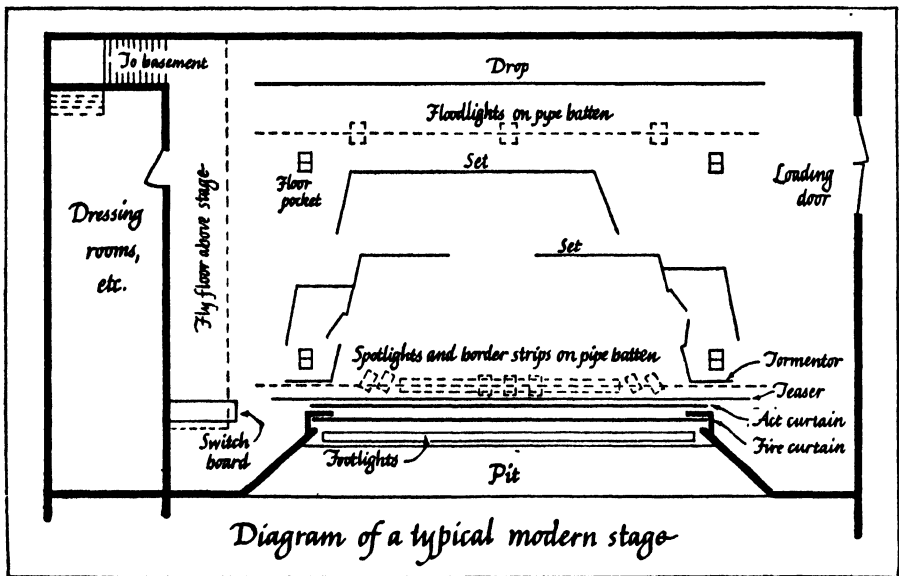 To basement
Drop
Floodlights on pipe batten
Set
Floor
pocket
Loading
door
Dressing
rooms,
etc.
Fly floor above stage
Set
Spotlights and border strips on pipe batten
Tormentor
Teaser
Act curtain
Fire curtain
Switch
board
Footlights
Pit
Diagram of a typical modern stage